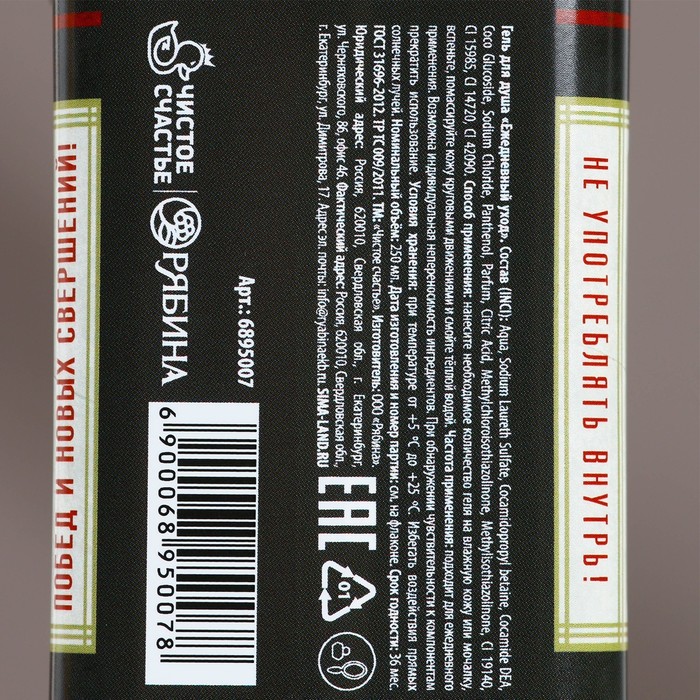 НЕ УПОТРЕБЛЯТЬ ВНУТРЬ!
Гель для душа «Ежедневный уход». Состав (INCI): Aqua, Sodium Laureth Sulfate, Cocamidopropyl betaine, Cocamide DEA,
Coco Glucoside, Sodium Chloride, Panthenol, Parfum, Citric Acid, Methylchloroisothiazolinone, Methylisothiazolinone, CI 19140,
CI 15985, CI 14720, CI 42090. Способ применения: нанесите необходимое количество геля на влажную кожу или мочалку,
вспеньте, помассируйте кожу круговыми движениями и смойте тёплой водой. Частота применения: подходит для ежедневного
применения. Возможна индивидуальная непереносимость ингредиентов. При обнаружении чувствительности к компонентам
прекратить использование. Условия хранения: при температуре от +5 °C до +25 °C. Избегать воздействия прямых
солнечных лучей. Номинальный объём: 250 мл. Дата изготовления и номер партии: см. на флаконе. Срок годности: 36 мес.
ГОСТ 31696-2012. ТР ТС 009/2011. ТМ: «Чистое счастье». Изготовитель: ООО «Рябина».
Юридический адрес: Россия, 620010, Свердловская обл., г. Екатеринбург,
ул. Черняховского, 86, офис 46. Фактический адрес: Россия, 620010, Свердловская обл.,
г. Екатеринбург, ул. Димитрова, 17. Адрес эл. почты: info@ryabinaekb.ru. SIMA-LAND.RU
EAC
01
Арт.: 6895007
ЧИСТОЕ
СЧАСТЬЕ
РЯБИНА
6 900068 950078
ПОБЕД И НОВЫХ СВЕРШЕНИЙ!